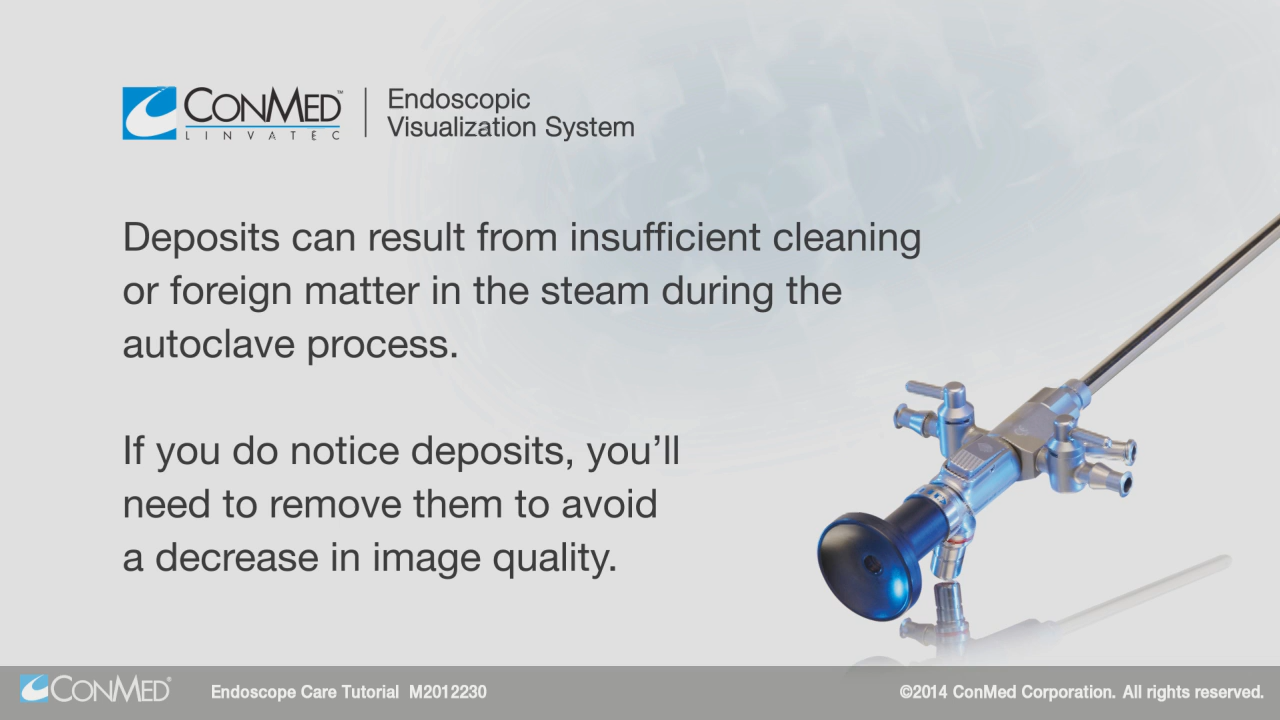 CONMED™
LINVATEC
Endoscopic
Visualization System
Deposits can result from insufficient cleaning
or foreign matter in the steam during the
autoclave process.
If you do notice deposits, you’ll
need to remove them to avoid
a decrease in image quality.
CONMED® Endoscope Care Tutorial M2012230 ©2014 ConMed Corporation. All rights reserved.